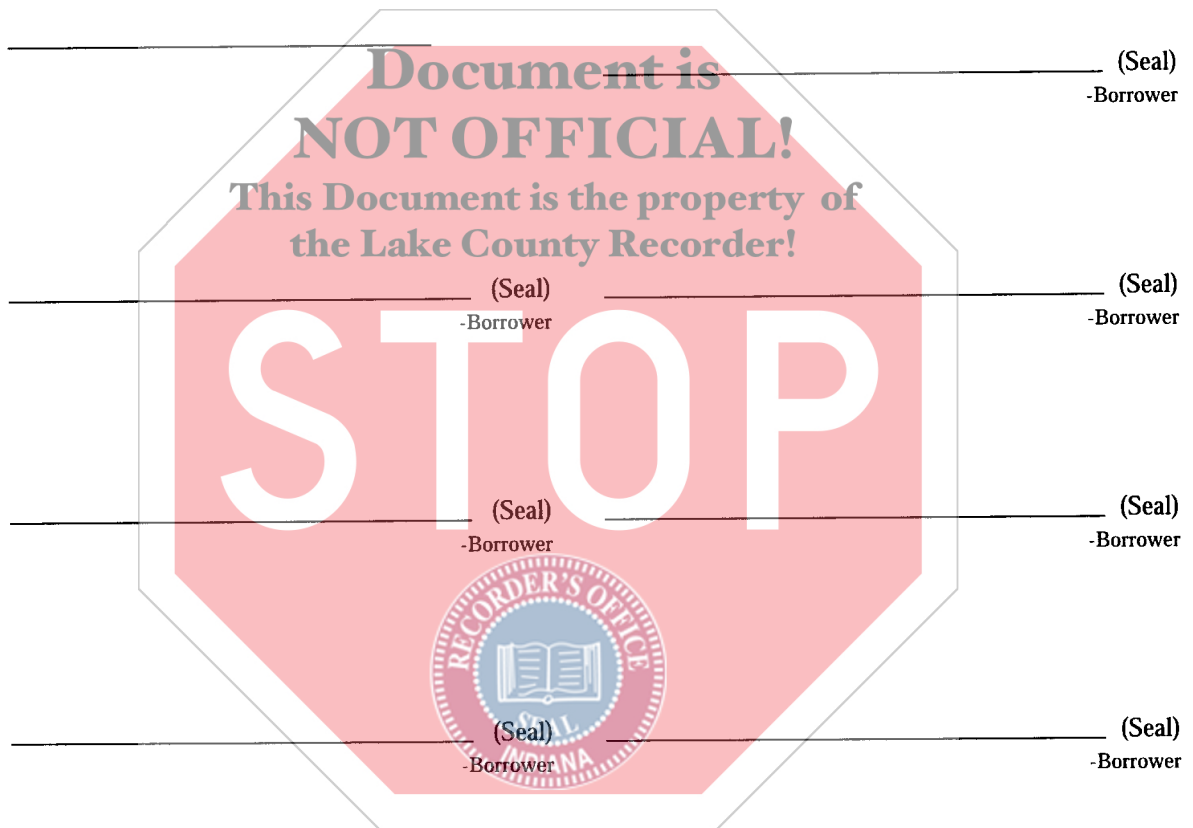 Document is
(Seal)
-Borrower
NOT OFFICIAL!
This Document is the property of
the Lake County Recorder!
(Seal) (Seal)
-Borrower -Borrower
STOP
(Seal) (Seal)
-Borrower -Borrower
RECORDER'S OFFICE
SEAL
(Seal) (Seal)
INDIANA
-Borrower -Borrower